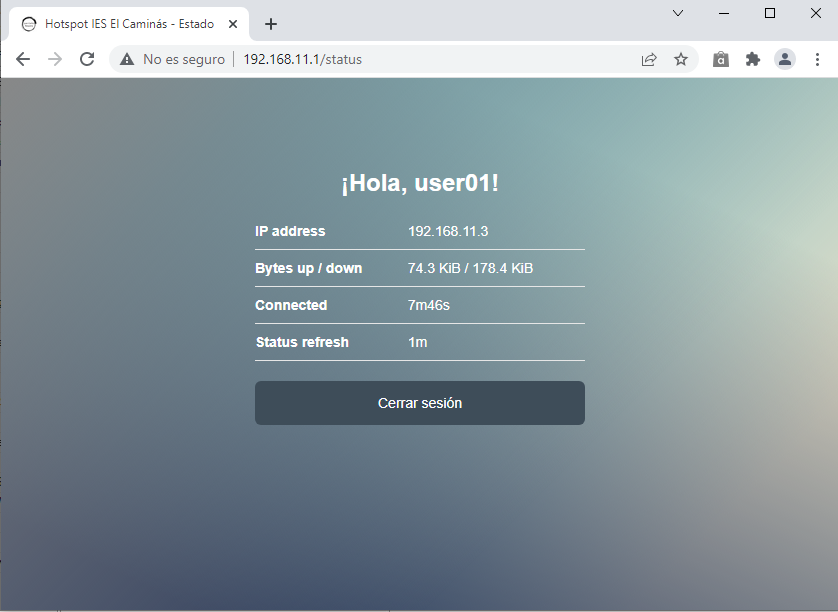 Hotspot IES El Caminás - Estado
No es seguro 192.168.11.1/status
¡Hola, user01!
IP address 192.168.11.3
Bytes up / down 74.3 KiB / 178.4 KiB
Connected 7m46s
Status refresh 1m
Cerrar sesión